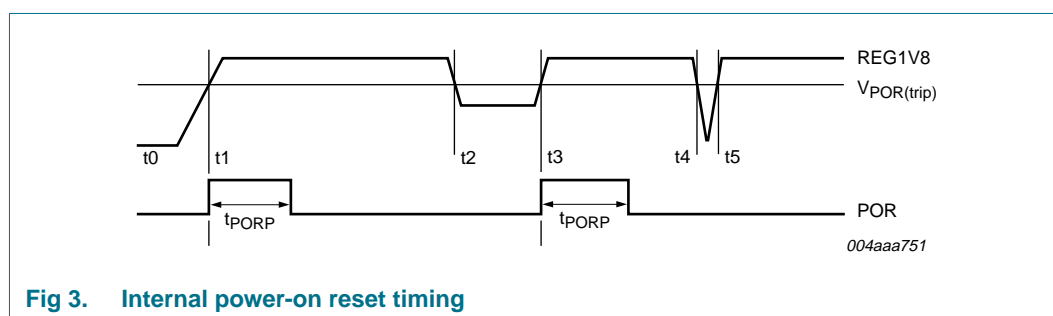 REG1V8
VPOR(trip)
t0 t1 t2 t3 t4 t5
tPORP tPORP
POR
004aaa751
Fig 3. Internal power-on reset timing